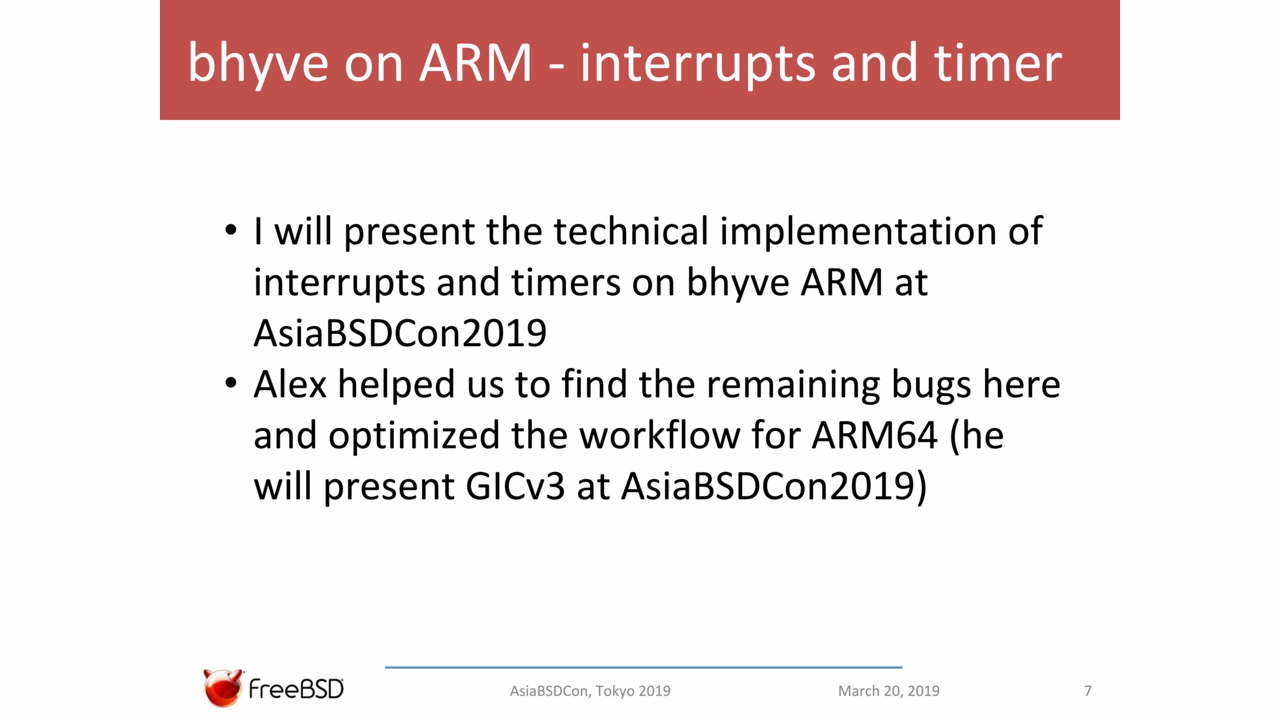 bhyve on ARM - interrupts and timer
• I will present the technical implementation of
interrupts and timers on bhyve ARM at
AsiaBSDCon2019
• Alex helped us to find the remaining bugs here
and optimized the workflow for ARM64 (he
will present GICv3 at AsiaBSDCon2019)
FreeBSD
AsiaBSDCon, Tokyo 2019
March 20, 2019
7